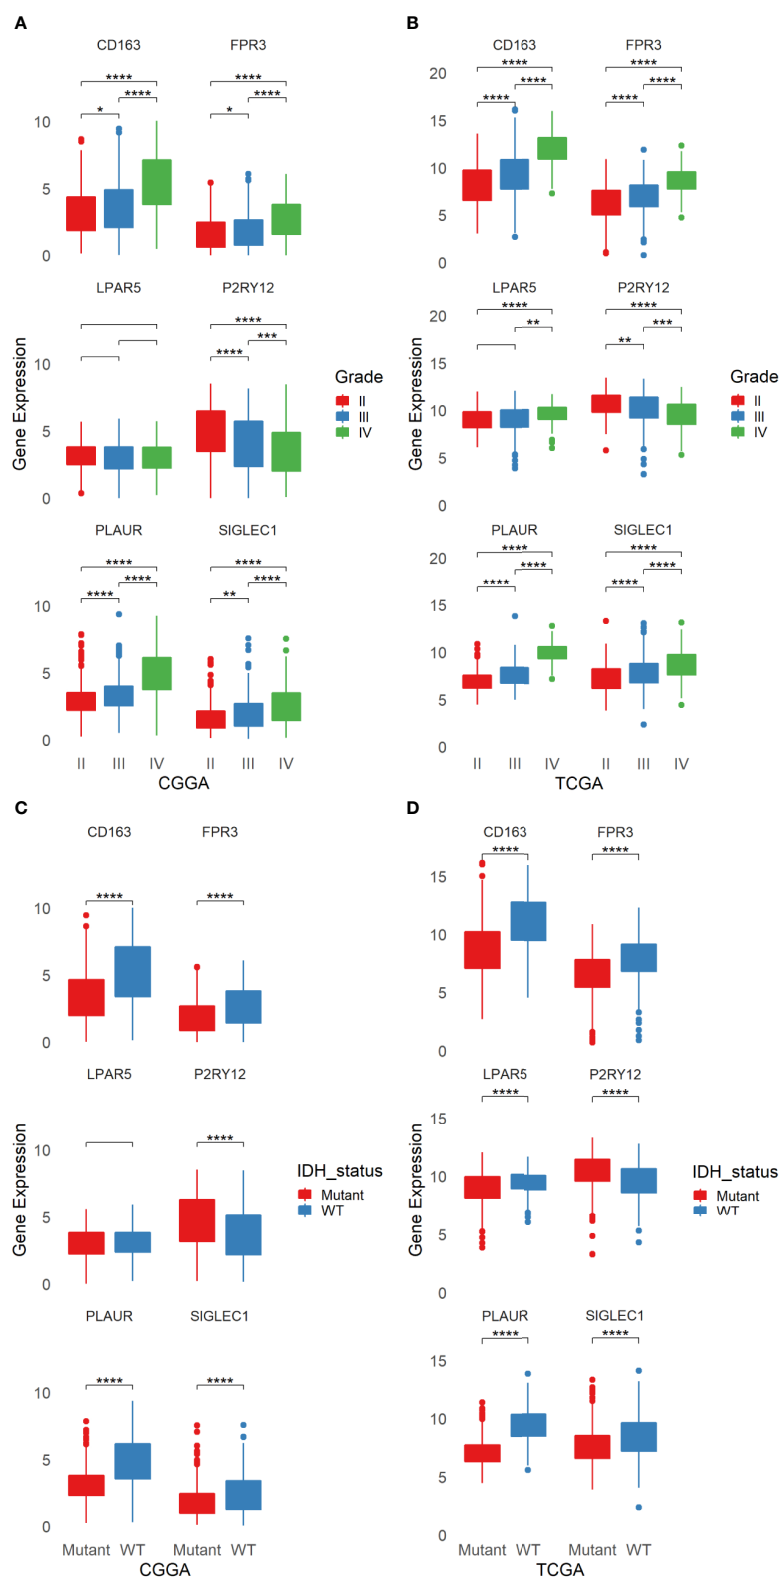 A
CD163 FPR3
**** ****
**** ****
* *
10
5
0
LPAR5 P2RY12
****
***
****
10
5
0
PLAUR SIGLEC1
**** ****
**** ****
**** **
10
5
0
II III IV II III IV
CGGA
Gene Expression
Grade
II
III
IV
B
CD163 FPR3
20
**** ****
**** ****
**** ****
15
10
5
0
LPAR5 P2RY12
20
**** ****
** ***
**
15
10
5
0
PLAUR SIGLEC1
20
**** ****
**** ****
**** ****
15
10
5
0
II III IV II III IV
TCGA
Gene Expression
Grade
II
III
IV
C
CD163 FPR3
**** ****
10
5
0
LPAR5 P2RY12
****
10
5
0
PLAUR SIGLEC1
**** ****
10
5
0
Mutant WT Mutant WT
CGGA
Gene Expression
IDH_status
Mutant
WT
D
CD163 FPR3
**** ****
15
10
5
0
LPAR5 P2RY12
**** ****
15
10
5
0
PLAUR SIGLEC1
**** ****
15
10
5
0
Mutant WT Mutant WT
TCGA
Gene Expression
IDH_status
Mutant
WT